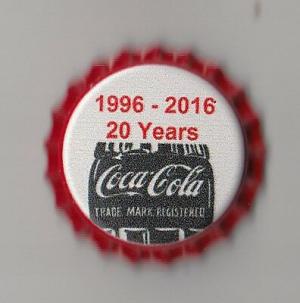 1996 - 2016
20 Years
Coca-Cola
TRADE MARK REGISTERED